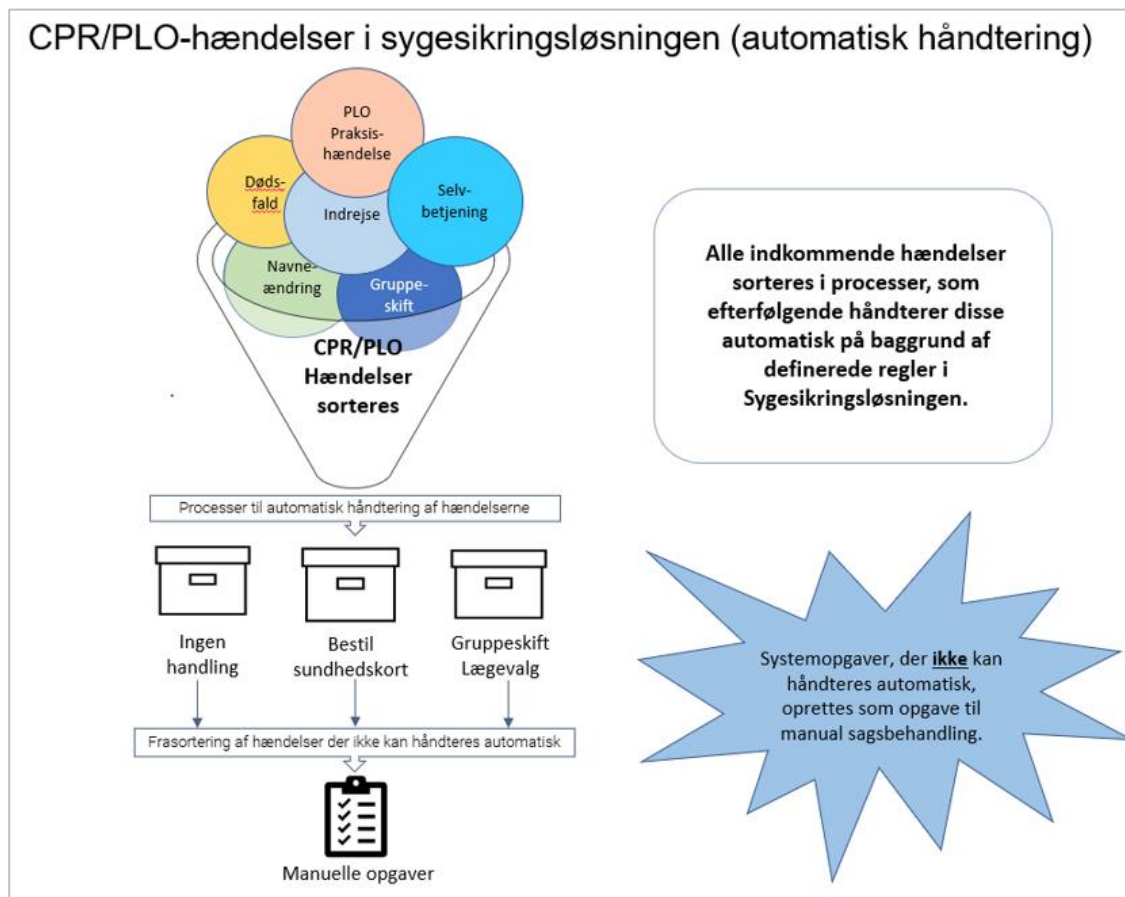 CPR/PLO-hændelser i sygesikringsløsningen (automatisk håndtering)
PLO
Praksis-
hændelse
Døds-
fald
Indrejse
Selv-
betjening
Navne-
ændring
Gruppe-
skift
CPR/PLO
Hændelser
sorteres
Alle indkommende hændelser
sorteres i processer, som
efterfølgende håndterer disse
automatisk på baggrund af
definerede regler i
Sygesikringsløsningen.
Processer til automatisk håndtering af hændelserne
Ingen
handling
Bestil
sundhedskort
Gruppeskift
Lægevalg
Frasortering af hændelser der ikke kan håndteres automatisk
Manuelle opgaver
Systemopgaver, der ikke kan
håndteres automatisk,
oprettes som opgave til
manual sagsbehandling.